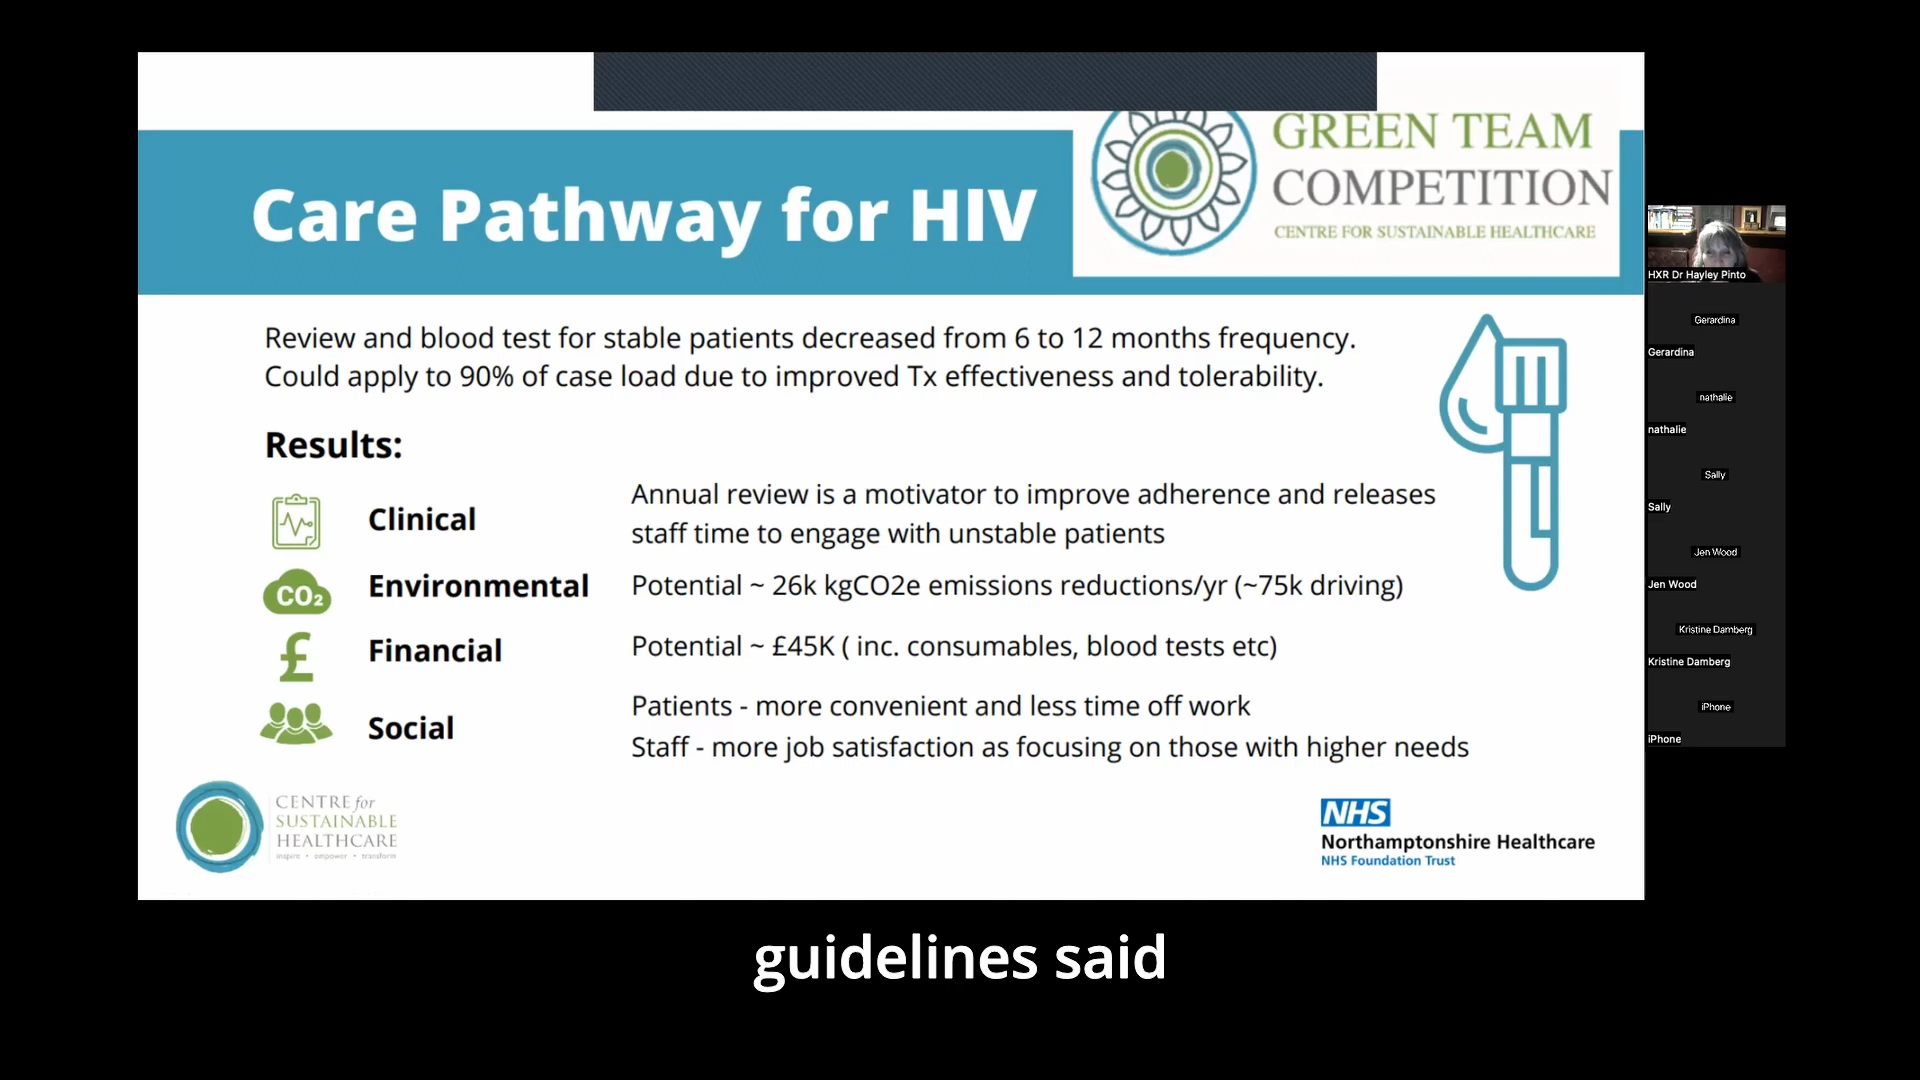 GREEN TEAM
COMPETITION
CENTRE FOR SUSTAINABLE HEALTHCARE
Care Pathway for HIV
Review and blood test for stable patients decreased from 6 to 12 months frequency.
Could apply to 90% of case load due to improved Tx effectiveness and tolerability.
Results:
Clinical
Annual review is a motivator to improve adherence and releases
staff time to engage with unstable patients
CO₂
Environmental
Potential ~ 26k kgCO2e emissions reductions/yr (~75k driving)
£
Financial
Potential ~ £45K ( inc. consumables, blood tests etc)
Social
Patients - more convenient and less time off work
Staff - more job satisfaction as focusing on those with higher needs
CENTRE for
SUSTAINABLE
HEALTHCARE
inspire • empower • transform
NHS
Northamptonshire Healthcare
NHS Foundation Trust
HXR Dr Hayley Pinto
Gerardina
Gerardina
nathalie
nathalie
Sally
Sally
Jen Wood
Jen Wood
Kristine Damberg
Kristine Damberg
iPhone
iPhone
guidelines said